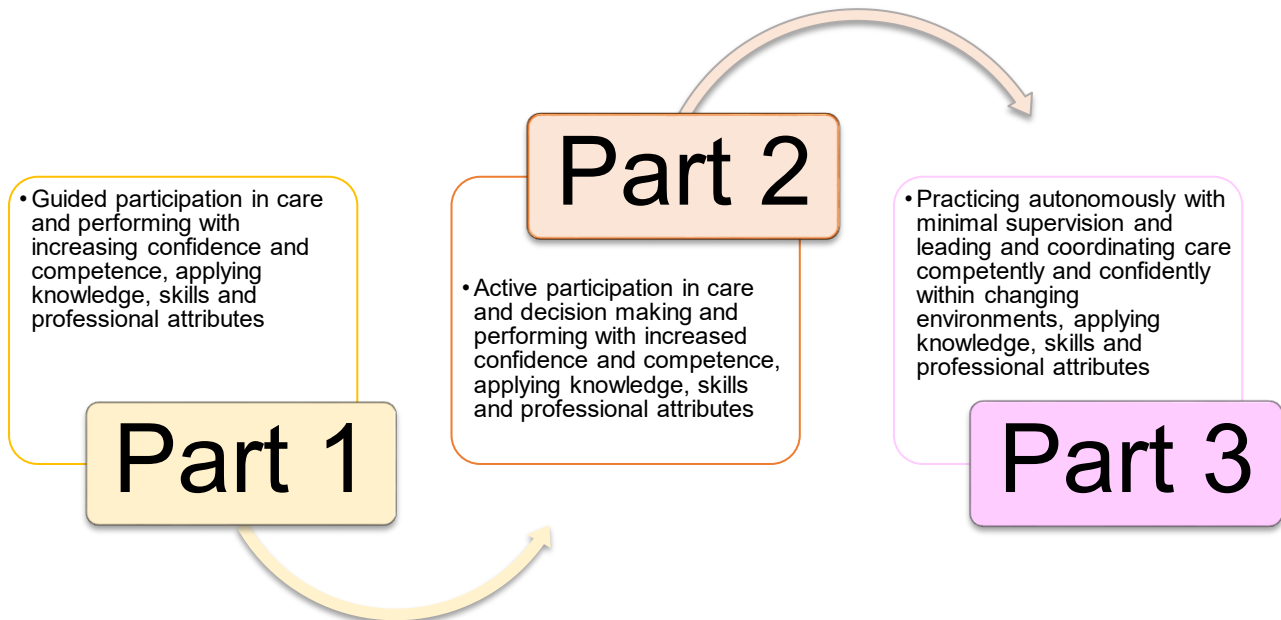 • Guided participation in care
and performing with
increasing confidence and
competence, applying
knowledge, skills and
professional attributes
Part 1
Part 2
• Active participation in care
and decision making and
performing with increased
confidence and competence,
applying knowledge, skills
and professional attributes
• Practicing autonomously with
minimal supervision and
leading and coordinating care
competently and confidently
within changing
environments, applying
knowledge, skills and
professional attributes
Part 3